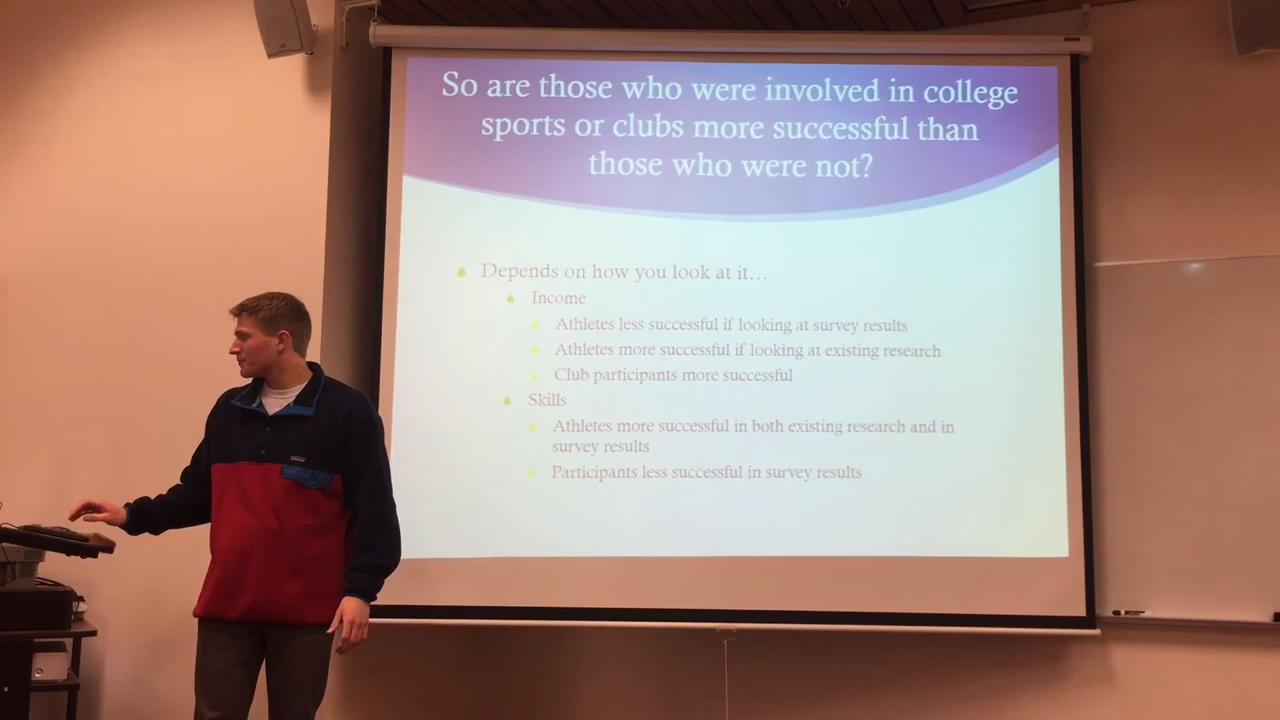 So are those who were involved in college
sports or clubs more successful than
those who were not?
Depends on how you look at it...
Income
Athletes less successful if looking at survey results
Athletes more successful if looking at existing research
Club participants more successful
Skills
Athletes more successful in both existing research and in
survey results
Participants less successful in survey results